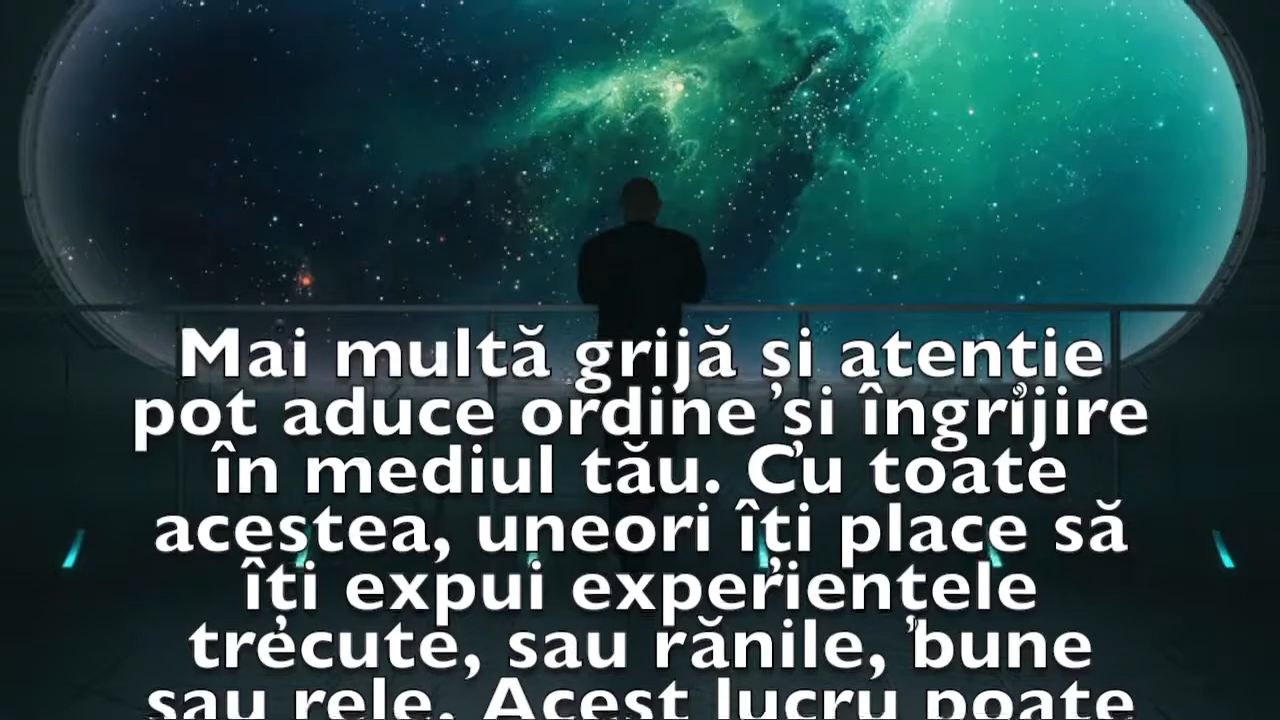 Mai multă grijă și atenție
pot aduce ordine și îngrijire
în mediul tău. Cu toate
acestea, uneori îți place să
îți expui experiențele
trecute, sau rănile, bune
sau rele. Acest lucru poate